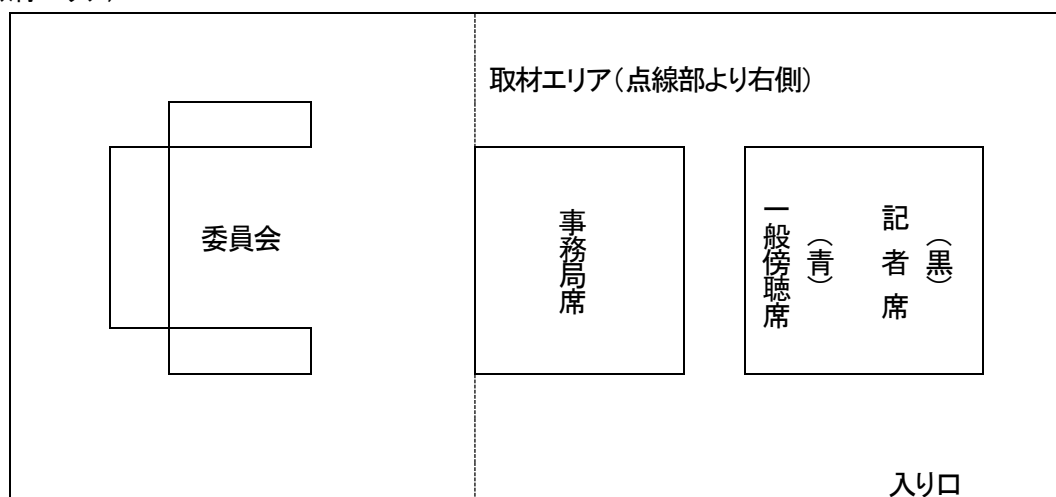 取材エリア（点線部より右側）
委員会
事務局席
一般傍聴席
（青）
記者席
（黒）
入り口